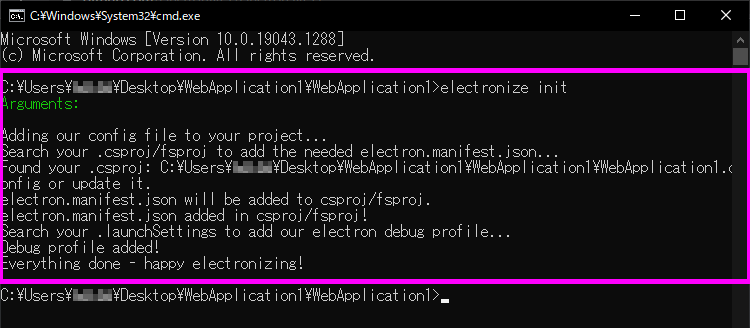 C:¥Windows¥System32¥cmd.exe
Microsoft Windows [Version 10.0.19043.1288]
(c) Microsoft Corporation. All rights reserved.
C:¥Users¥ ¥Desktop¥WebApplication1¥WebApplication1>electronize init
Arguments:
Adding our config file to your project...
Search your .csproj/fsproj to add the needed electron.manifest.json...
Found your .csproj: C:¥Users¥ ¥Desktop¥WebApplication1¥WebApplication1¥WebApplication1.c
onfig or update it.
electron.manifest.json will be added to csproj/fsproj.
electron.manifest.json added in csproj/fsproj!
Search your .launchSettings to add our electron debug profile...
Debug profile added!
Everything done - happy electronizing!
C:¥Users¥ ¥Desktop¥WebApplication1¥WebApplication1>